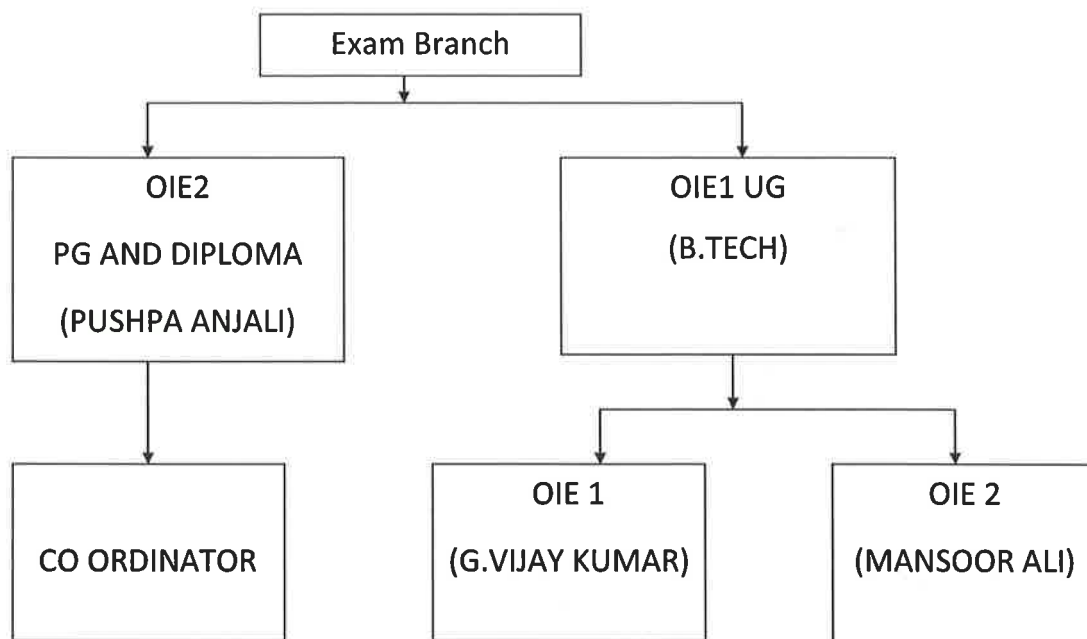 Exam Branch
OIE2
PG AND DIPLOMA
(PUSHPA ANJALI)
OIE1 UG
(B.TECH)
CO ORDINATOR
OIE 1
(G.VIJAY KUMAR)
OIE 2
(MANSOOR ALI)